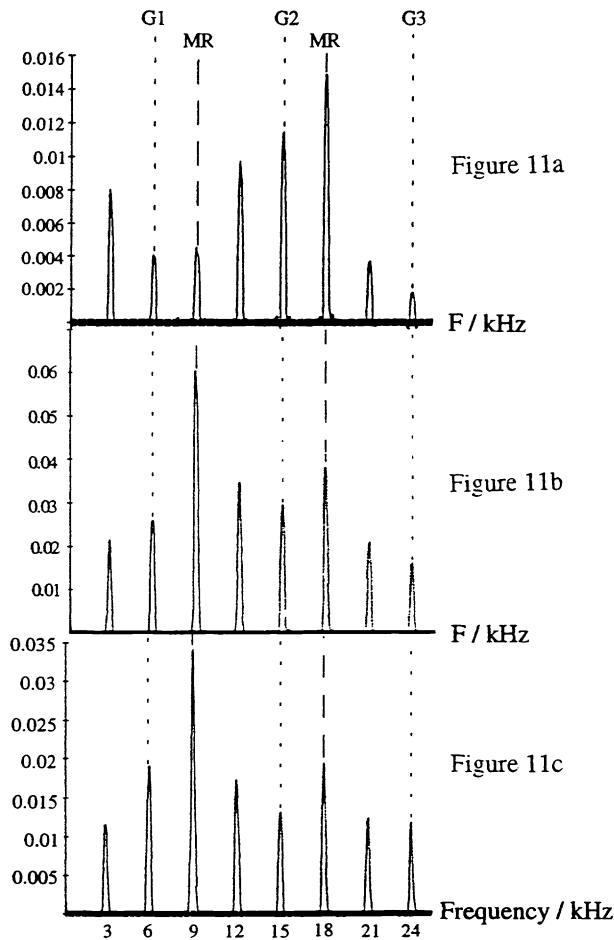 G1 G2 G3
MR MR
0.016
0.014
0.012
0.01
0.008
0.006
0.004
0.002
Figure 11a
F / kHz
0.06
0.05
0.04
0.03
0.02
0.01
Figure 11b
F / kHz
0.035
0.03
0.025
0.02
0.015
0.01
0.005
Figure 11c
Frequency / kHz
3 6 9 12 15 18 21 24